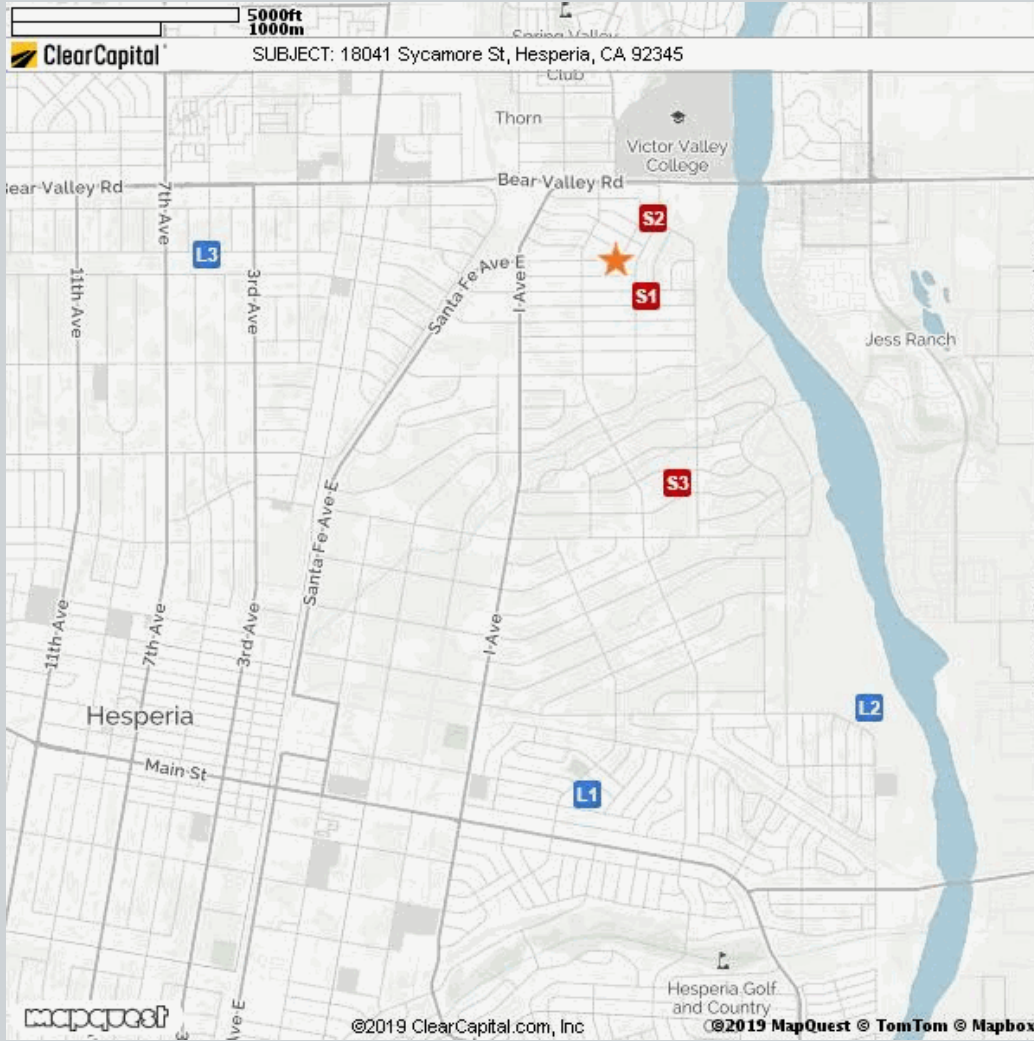 5000ft
1000m
ClearCapital
SUBJECT: 18041 Sycamore St, Hesperia, CA 92345
Spring Valley
Club
Thorn
Victor Valley
College
Bear Valley Rd
Bear Valley Rd
7th Ave
S2
L3
Santa Fe Ave E
11th Ave
3rd Ave
I Ave
S1
Jess Ranch
S3
Santa Fe Ave E
11th Ave
7th Ave
3rd Ave
I Ave
L2
Hesperia
Main St
L1
Hesperia Golf
and Country
mapquest
©2019 ClearCapital.com, Inc
©2019 MapQuest © TomTom © Mapbox